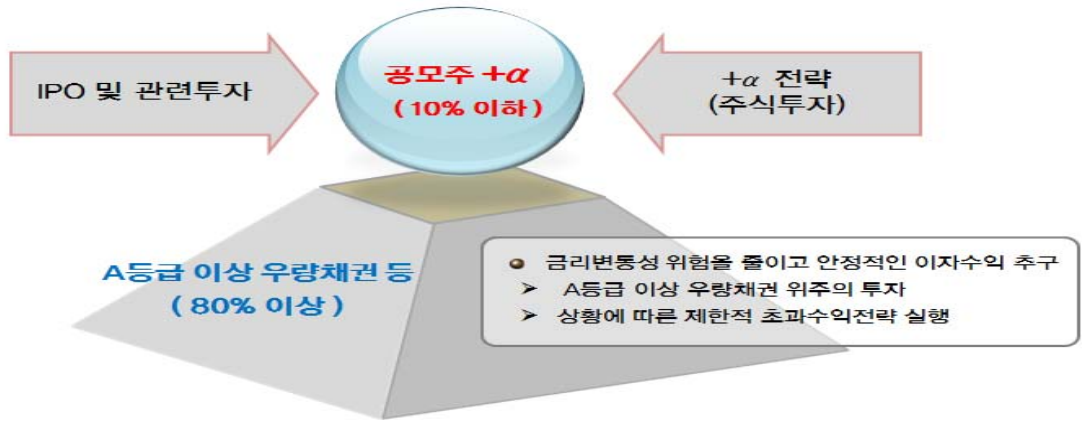 IPO 및 관련투자
공모주 +α
( 10% 이하 )
+α 전략
(주식투자)
A등급 이상 우량채권 등
( 80% 이상 )
● 금리변동성 위험을 줄이고 안정적인 이자수익 추구
➢ A등급 이상 우량채권 위주의 투자
➢ 상황에 따른 제한적 초과수익전략 실행